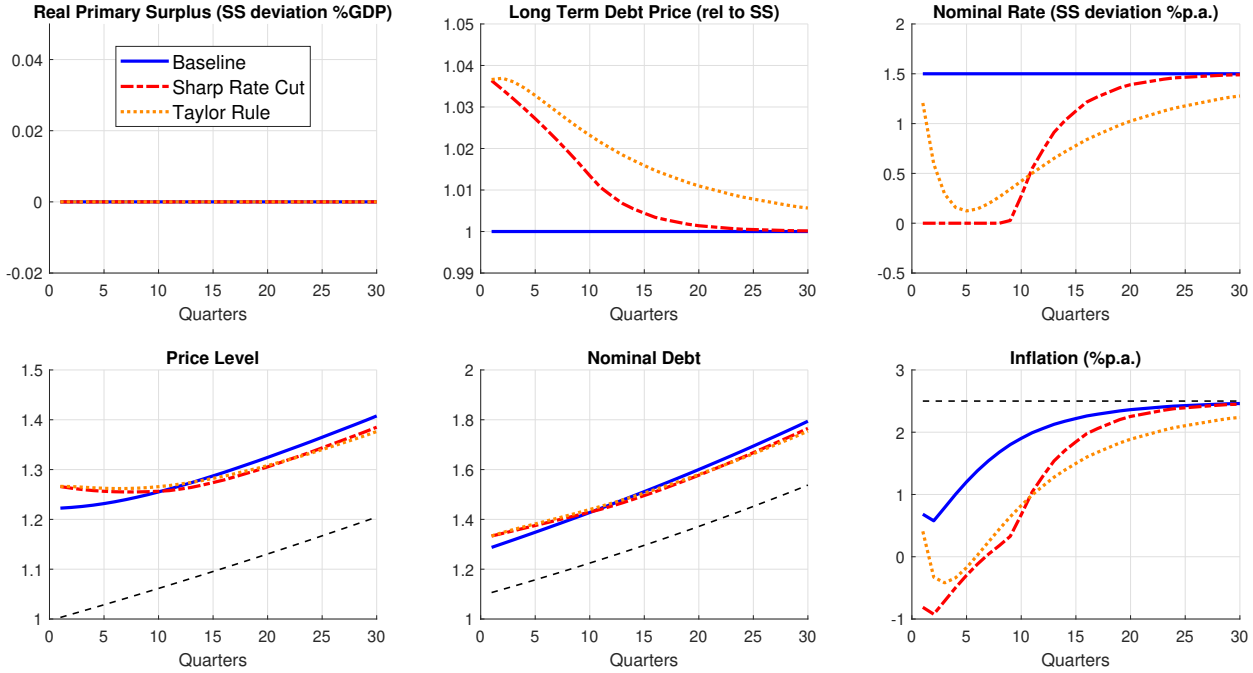 Real Primary Surplus (SS deviation %GDP)
0.04
0.02
0
-0.02
0 5 10 15 20 25 30
Quarters
Baseline
Sharp Rate Cut
Taylor Rule
Long Term Debt Price (rel to SS)
1.05
1.04
1.03
1.02
1.01
1
0.99
0 5 10 15 20 25 30
Quarters
Nominal Rate (SS deviation %p.a.)
2
1.5
1
0.5
0
-0.5
0 5 10 15 20 25 30
Quarters
Price Level
1.5
1.4
1.3
1.2
1.1
1
0 5 10 15 20 25 30
Quarters
Nominal Debt
2
1.8
1.6
1.4
1.2
1
0 5 10 15 20 25 30
Quarters
Inflation (%p.a.)
3
2
1
0
-1
0 5 10 15 20 25 30
Quarters